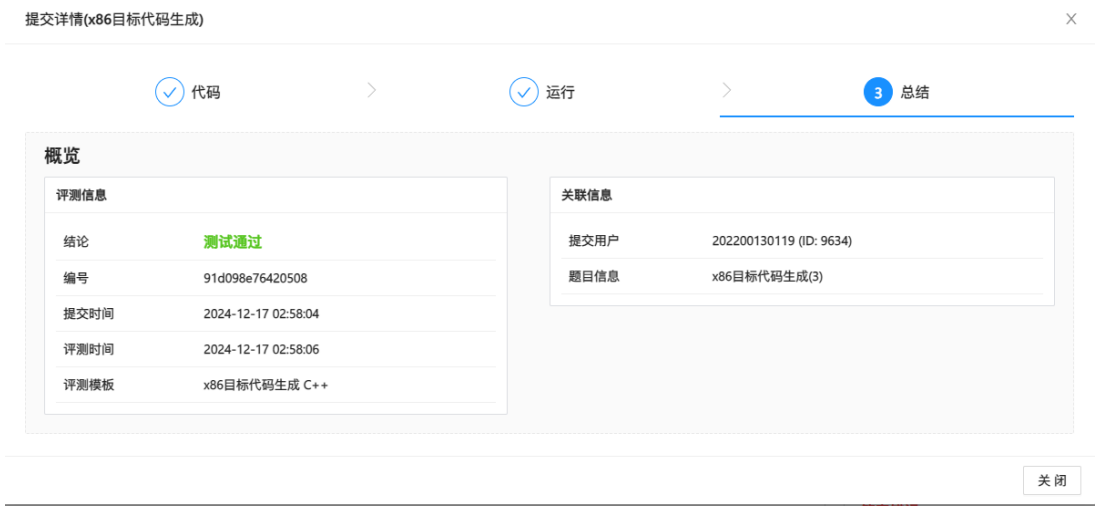 提交详情(x86目标代码生成)
代码
运行
3 总结
概览
评测信息
结论 测试通过
编号 91d098e76420508
提交时间 2024-12-17 02:58:04
评测时间 2024-12-17 02:58:06
评测模板 x86目标代码生成 C++
关联信息
提交用户 202200130119 (ID: 9634)
题目信息 x86目标代码生成(3)
关 闭